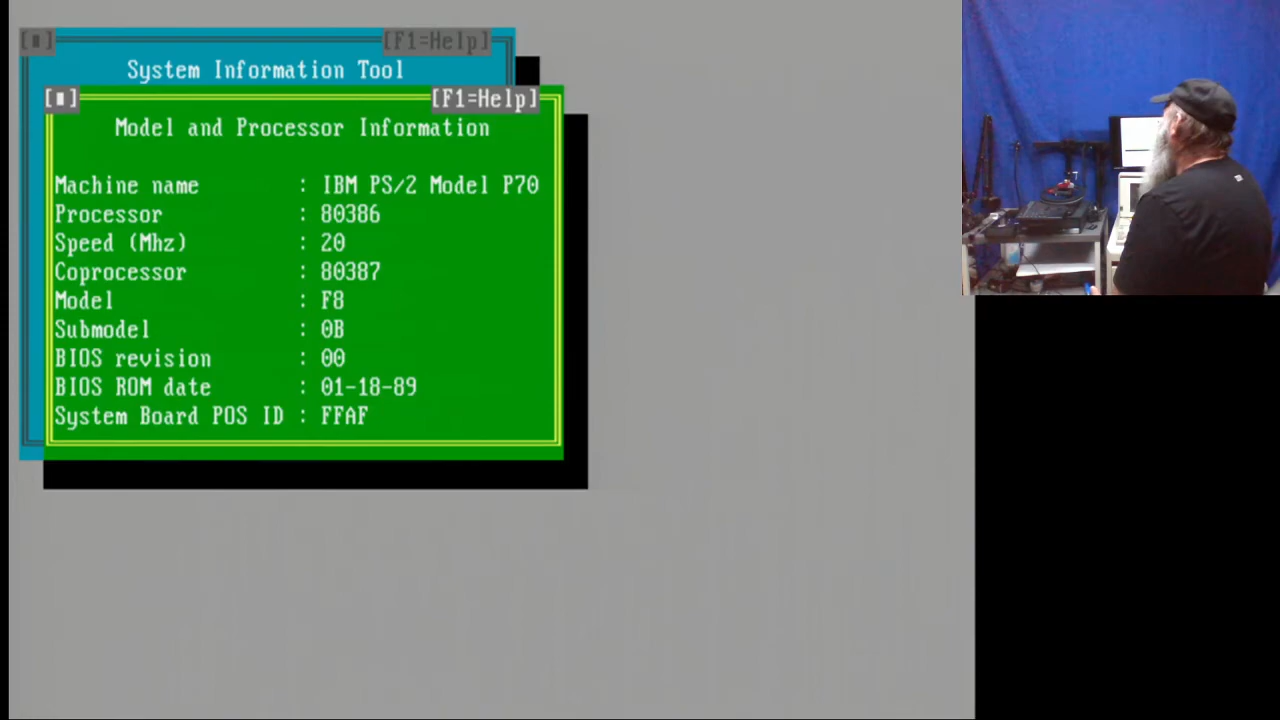 [■] [F1=Help]
System Information Tool
[■] [F1=Help]
Model and Processor Information
Machine name : IBM PS/2 Model P70
Processor : 80386
Speed (Mhz) : 20
Coprocessor : 80387
Model : F8
Submodel : 0B
BIOS revision : 00
BIOS ROM date : 01-18-89
System Board POS ID : FFAF